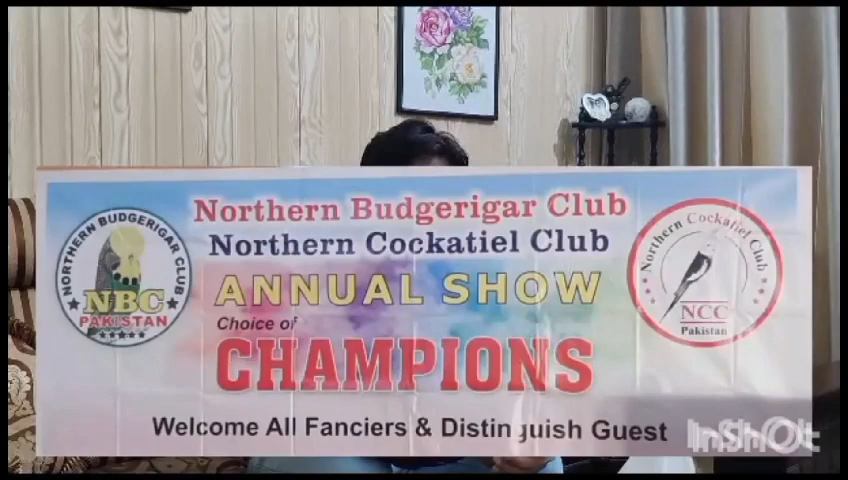 Northern Budgerigar Club
Northern Cockatiel Club
ANNUAL SHOW
Choice of
CHAMPIONS
Welcome All Fanciers & Distinguish Guest
NORTHERN BUDGERIGAR CLUB
NBC
PAKISTAN
Northern Cockatiel Club
NCC
Pakistan
InShOt